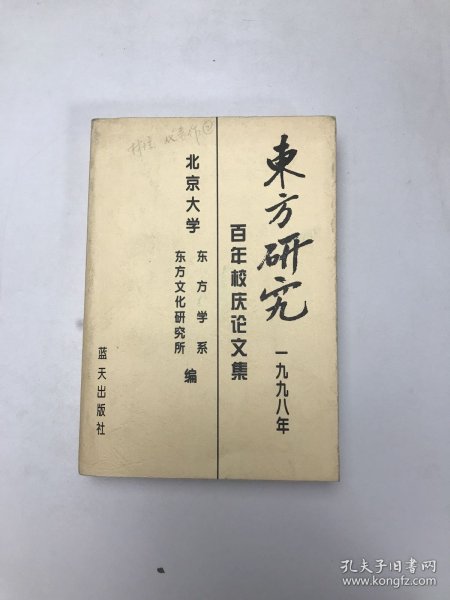 東方研究
一九九八年
百年校庆论文集
北京大学
东方学系
东方文化研究所
编
蓝天出版社
孔夫子旧书网
www.kongfz.com